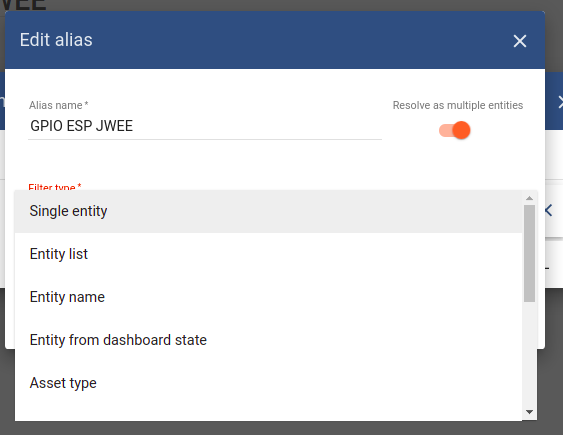 WEE
Edit alias
Alias name *
Resolve as multiple entities
GPIO ESP JWEE
Filter type *
Single entity
Entity list
Entity name
Entity from dashboard state
Asset type